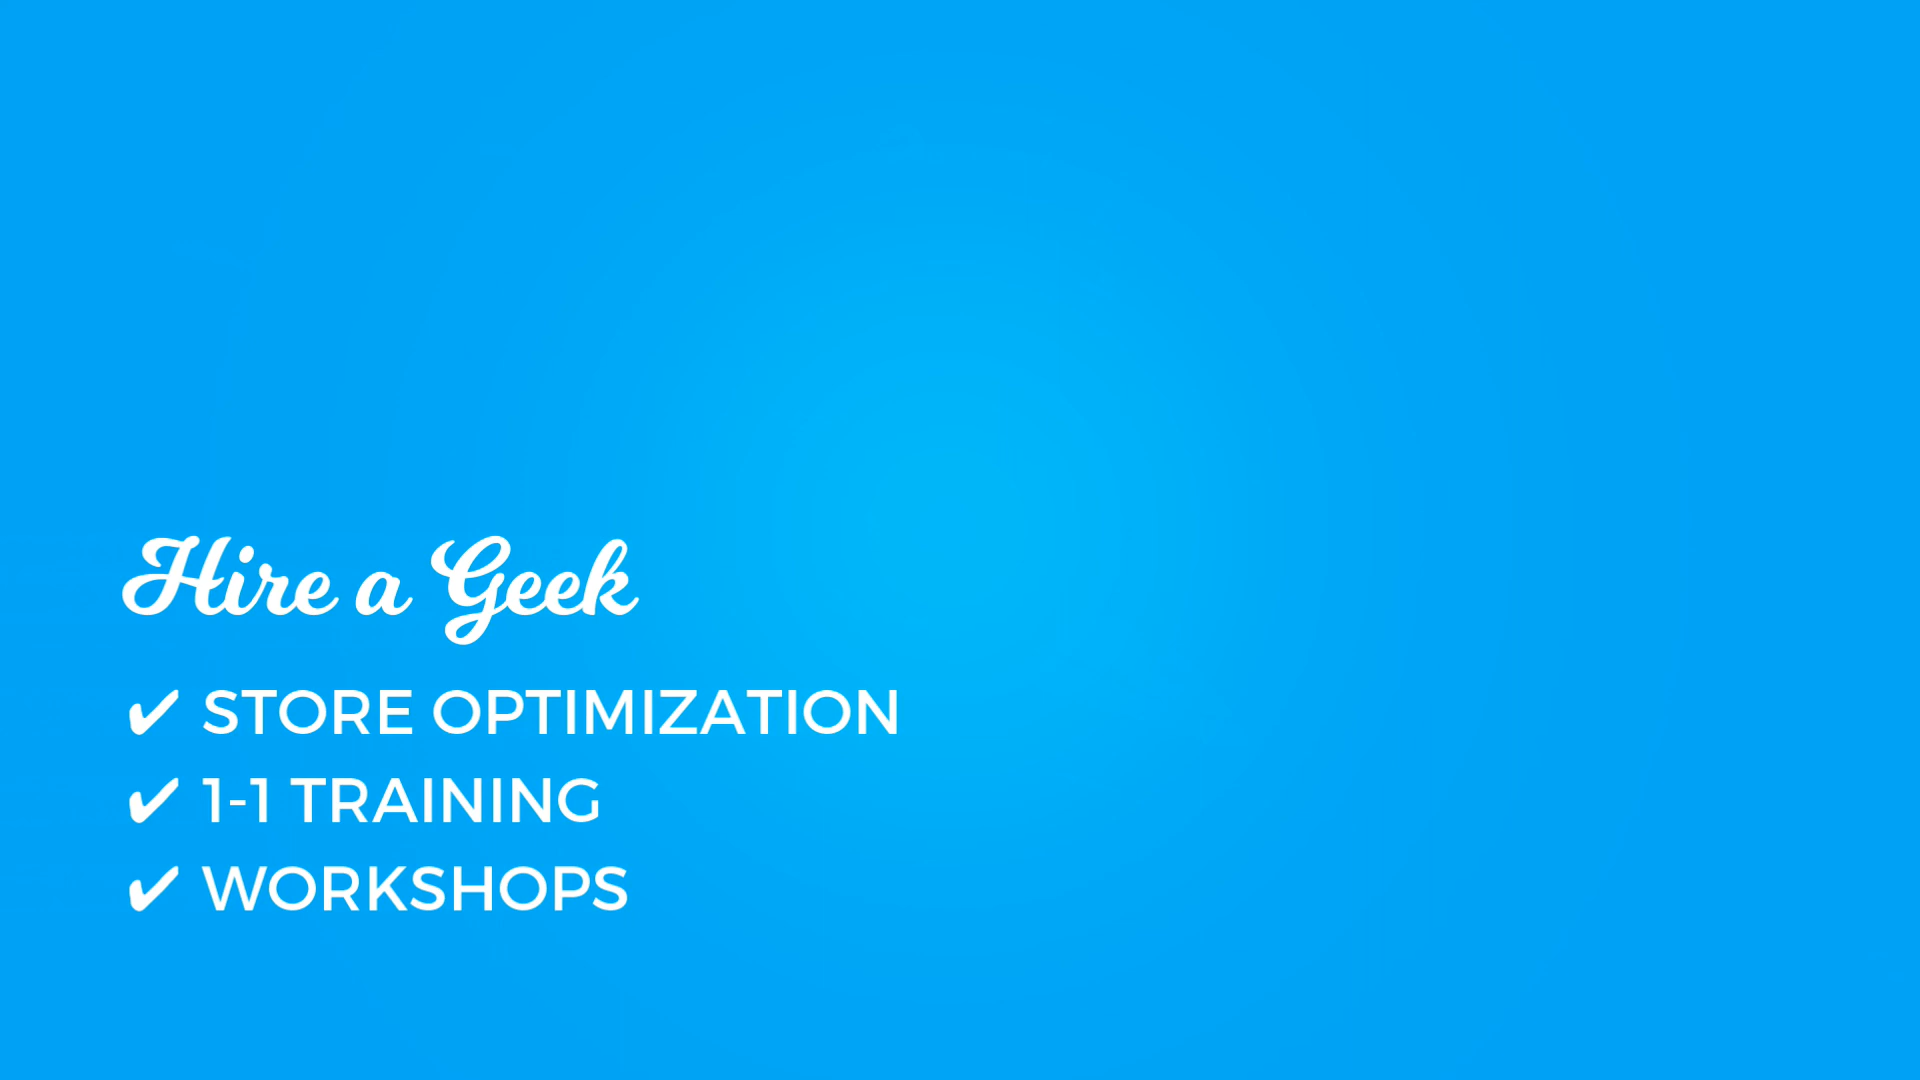 Hire a Geek
✔ STORE OPTIMIZATION
✔ 1-1 TRAINING
✔ WORKSHOPS